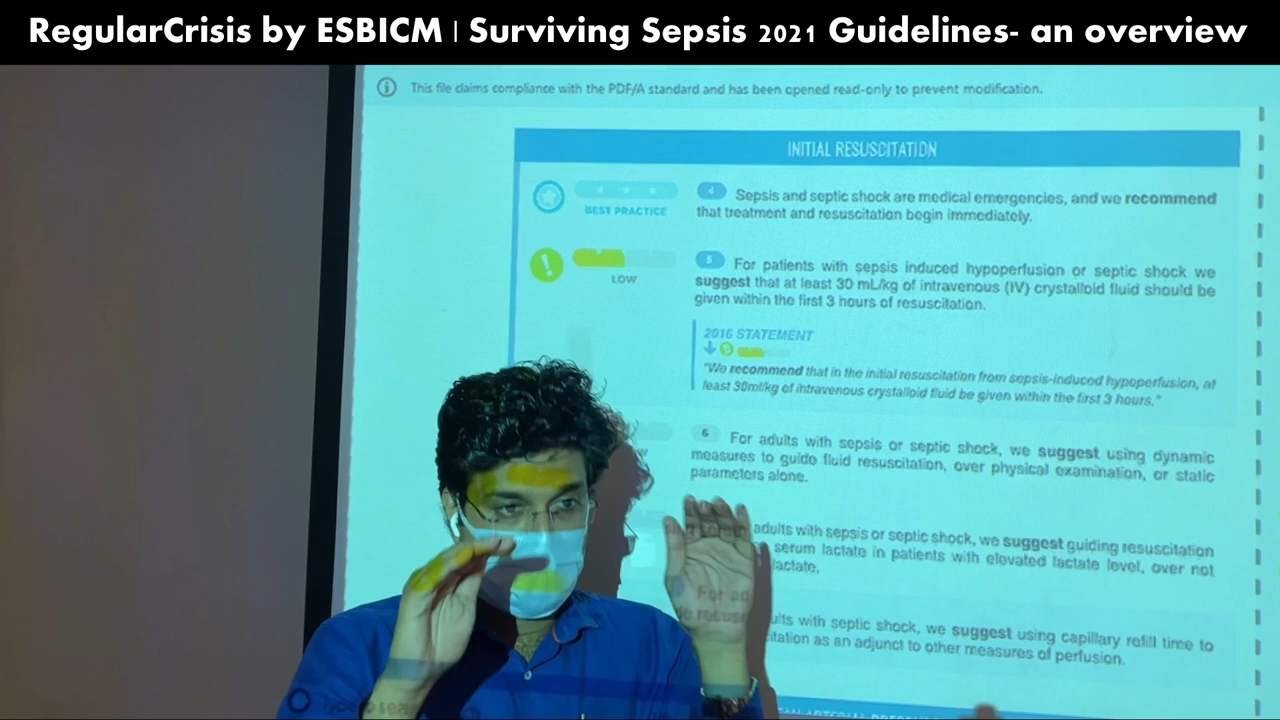 RegularCrisis by ESBICM | Surviving Sepsis 2021 Guidelines- an overview
This file claims compliance with the PDF/A standard and has been opened read-only to prevent modification.
INITIAL RESUSCITATION
BEST PRACTICE
4 Sepsis and septic shock are medical emergencies, and we recommend
that treatment and resuscitation begin immediately.
LOW
5 For patients with sepsis induced hypoperfusion or septic shock we
suggest that at least 30 mL/kg of intravenous (IV) crystalloid fluid should be
given within the first 3 hours of resuscitation.
2016 STATEMENT
"We recommend that in the initial resuscitation from sepsis-induced hypoperfusion, at
least 30ml/kg of intravenous crystalloid fluid be given within the first 3 hours."
6 For adults with sepsis or septic shock, we suggest using dynamic
measures to guide fluid resuscitation, over physical examination, or static
parameters alone.
adults with sepsis or septic shock, we suggest guiding resuscitation
serum lactate in patients with elevated lactate level, over not
lactate.
For ad
ults with septic shock, we suggest using capillary refill time to
itation as an adjunct to other measures of perfusion.